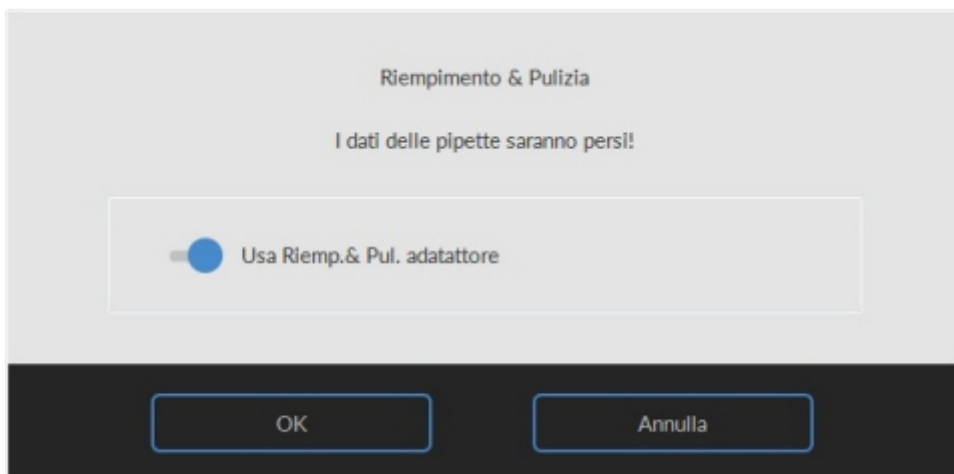 Riempimento & Pulizia
I dati delle pipette saranno persi!
Usa Riemp.& Pul. adatattore
OK
Annulla